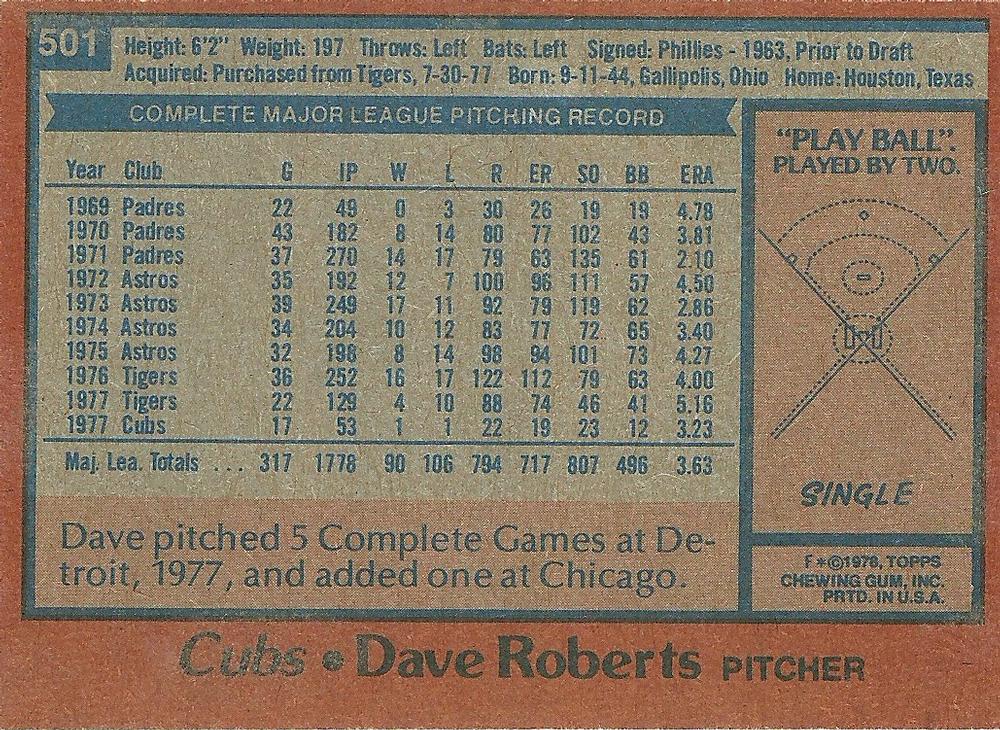 501
Height: 6'2" Weight: 197 Throws: Left Bats: Left Signed: Phillies - 1963, Prior to Draft
Acquired: Purchased from Tigers, 7-30-77 Born: 9-11-44, Gallipolis, Ohio Home: Houston, Texas
COMPLETE MAJOR LEAGUE PITCHING RECORD
Year Club G IP W L R ER SO BB ERA
1969 Padres 22 49 0 3 30 26 19 19 4.78
1970 Padres 43 182 8 14 80 77 102 43 3.81
1971 Padres 37 270 14 17 79 63 135 61 2.10
1972 Astros 35 192 12 7 100 96 111 57 4.50
1973 Astros 39 249 17 11 92 79 119 62 2.86
1974 Astros 34 204 10 12 83 77 72 65 3.40
1975 Astros 32 198 8 14 98 94 101 73 4.27
1976 Tigers 36 252 16 17 122 112 79 63 4.00
1977 Tigers 22 129 4 10 88 74 46 41 5.16
1977 Cubs 17 53 1 1 22 19 23 12 3.23
Maj. Lea. Totals ... 317 1778 90 106 794 717 807 496 3.63
Dave pitched 5 Complete Games at De-
troit, 1977, and added one at Chicago.
"PLAY BALL".
PLAYED BY TWO.
SINGLE
F*©1978, TOPPS
CHEWING GUM, INC.
PRTD. IN U.S.A.
Cubs • Dave Roberts PITCHER